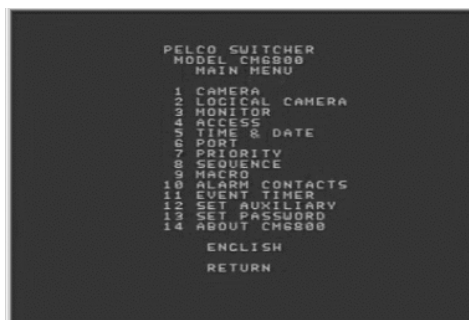 PELCO SWITCHER
MODEL CM6800
MAIN MENU
1 CAMERA
2 LOGICAL CAMERA
3 MONITOR
4 ACCESS
5 TIME & DATE
6 PORT
7 PRIORITY
8 SEQUENCE
9 MACRO
10 ALARM CONTACTS
11 EVENT TIMER
12 SET AUXILIARY
13 SET PASSWORD
14 ABOUT CM6800
ENGLISH
RETURN